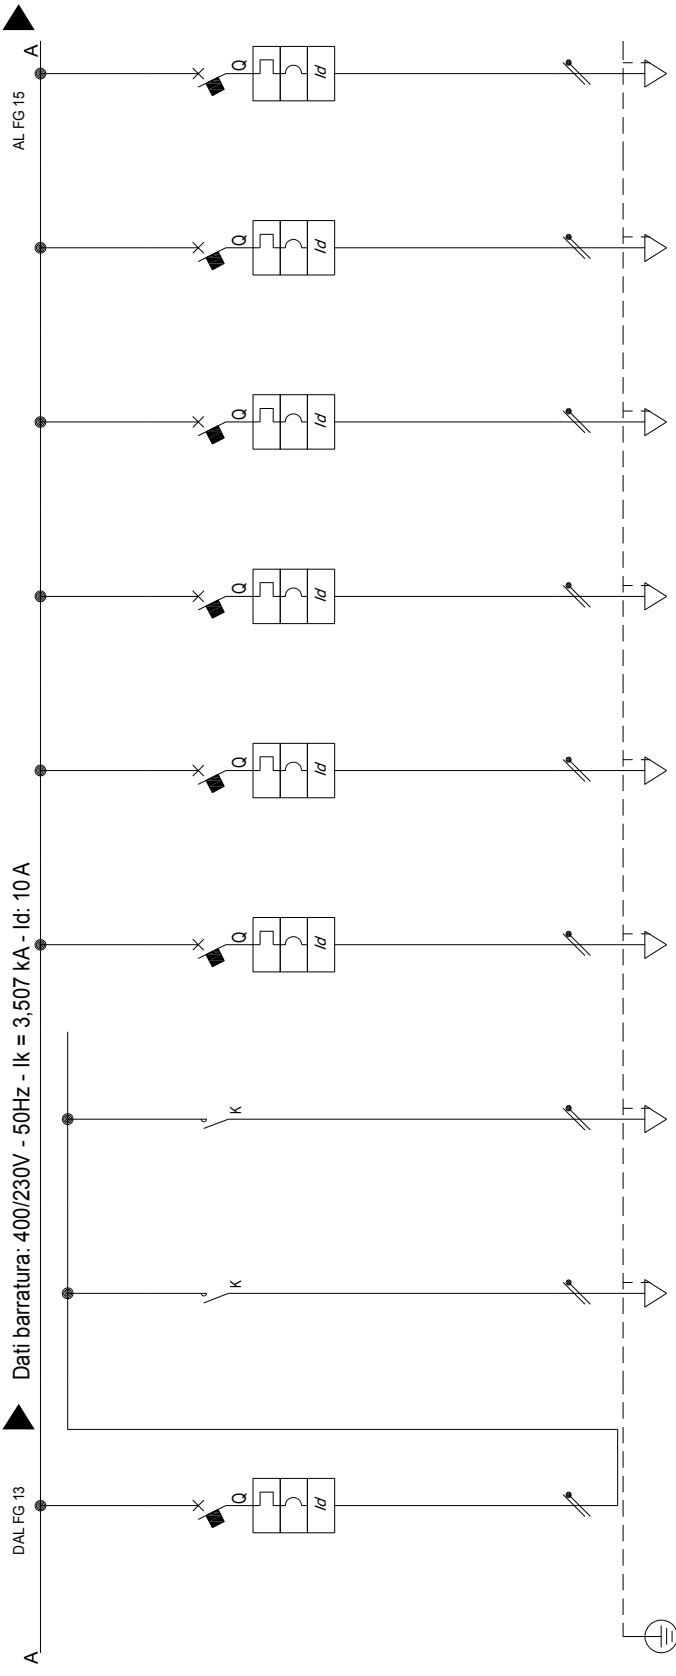 A
DAL FG 13
Dati barratura: 400/230V - 50Hz - Ik = 3,507 kA - Id: 10 A
AL FG 15
A
Q
Id
K
K
Q
Id
Q
Id
Q
Id
Q
Id
Q
Id
Q
Id